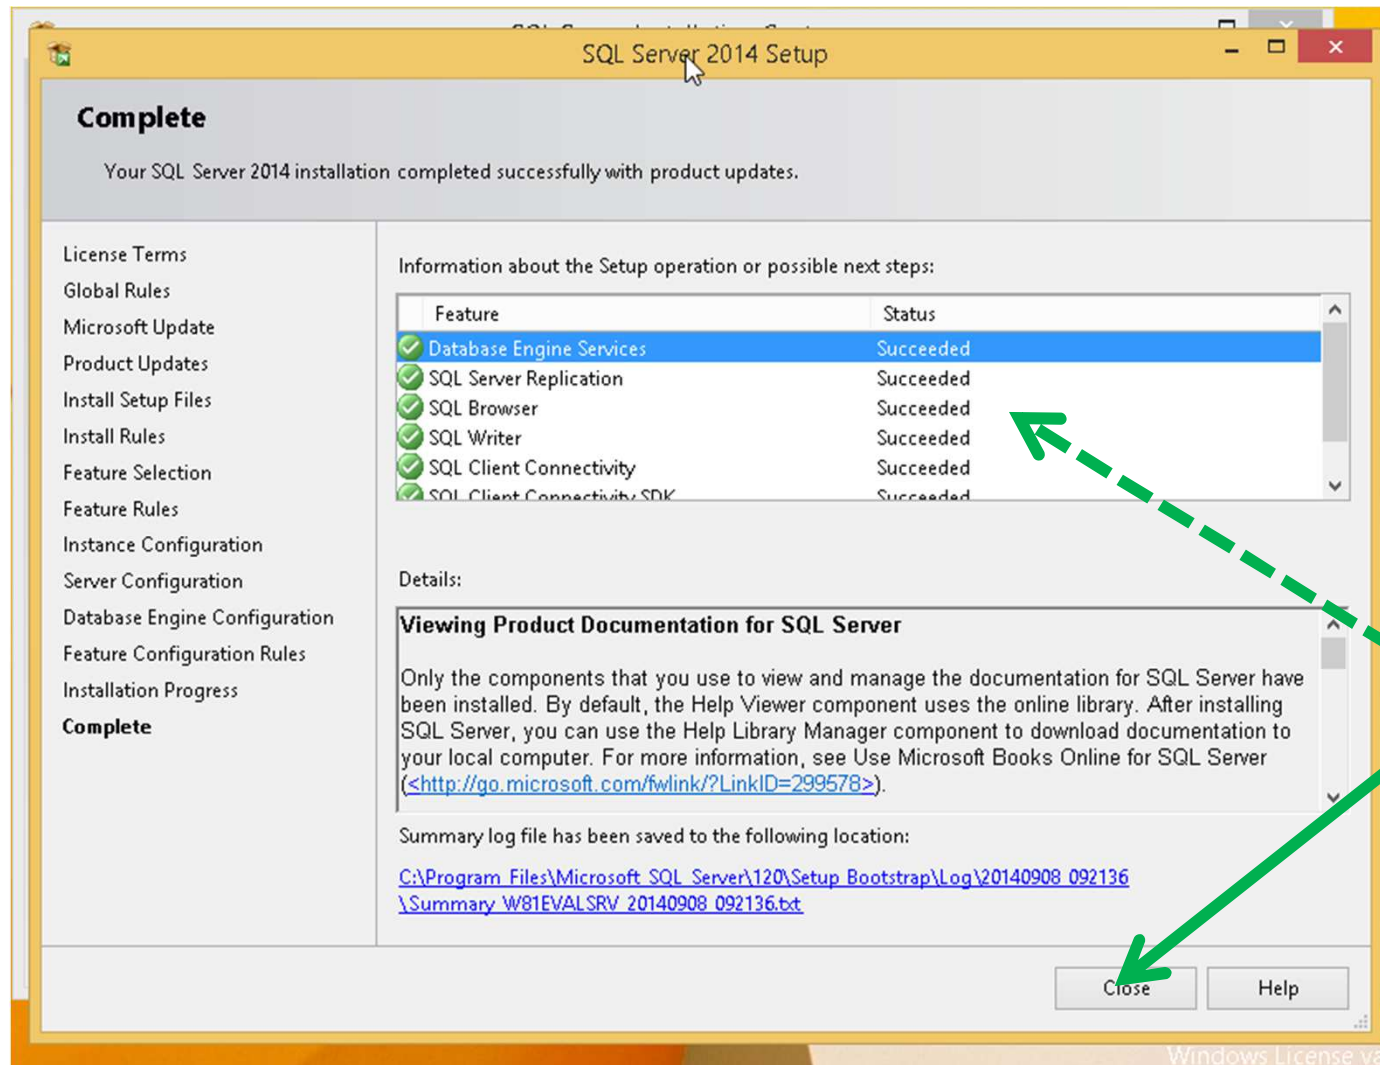 SQL Server 2014 Setup
Complete
Your SQL Server 2014 installation completed successfully with product updates.
License Terms
Global Rules
Microsoft Update
Product Updates
Install Setup Files
Install Rules
Feature Selection
Feature Rules
Instance Configuration
Server Configuration
Database Engine Configuration
Feature Configuration Rules
Installation Progress
Complete
Information about the Setup operation or possible next steps:
Feature Status
Database Engine Services Succeeded
SQL Server Replication Succeeded
SQL Browser Succeeded
SQL Writer Succeeded
SQL Client Connectivity Succeeded
SQL Client Connectivity SDK Succeeded
Details:
Viewing Product Documentation for SQL Server
Only the components that you use to view and manage the documentation for SQL Server have
been installed. By default, the Help Viewer component uses the online library. After installing
SQL Server, you can use the Help Library Manager component to download documentation to
your local computer. For more information, see Use Microsoft Books Online for SQL Server
(<http://go.microsoft.com/fwlink/?LinkID=299578>).
Summary log file has been saved to the following location:
C:\Program Files\Microsoft SQL Server\120\Setup Bootstrap\Log\20140908_092136
\Summary_W81EVALSRV_20140908_092136.txt
Close Help
Windows License